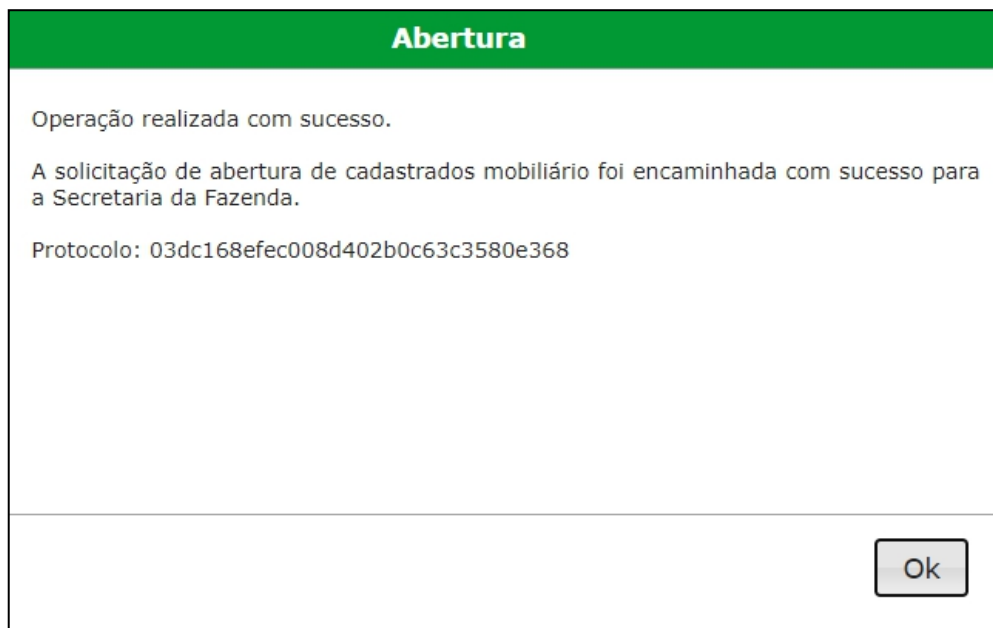 Abertura
Operação realizada com sucesso.
A solicitação de abertura de cadastrados mobiliário foi encaminhada com sucesso para
a Secretaria da Fazenda.
Protocolo: 03dc168efec008d402b0c63c3580e368
Ok